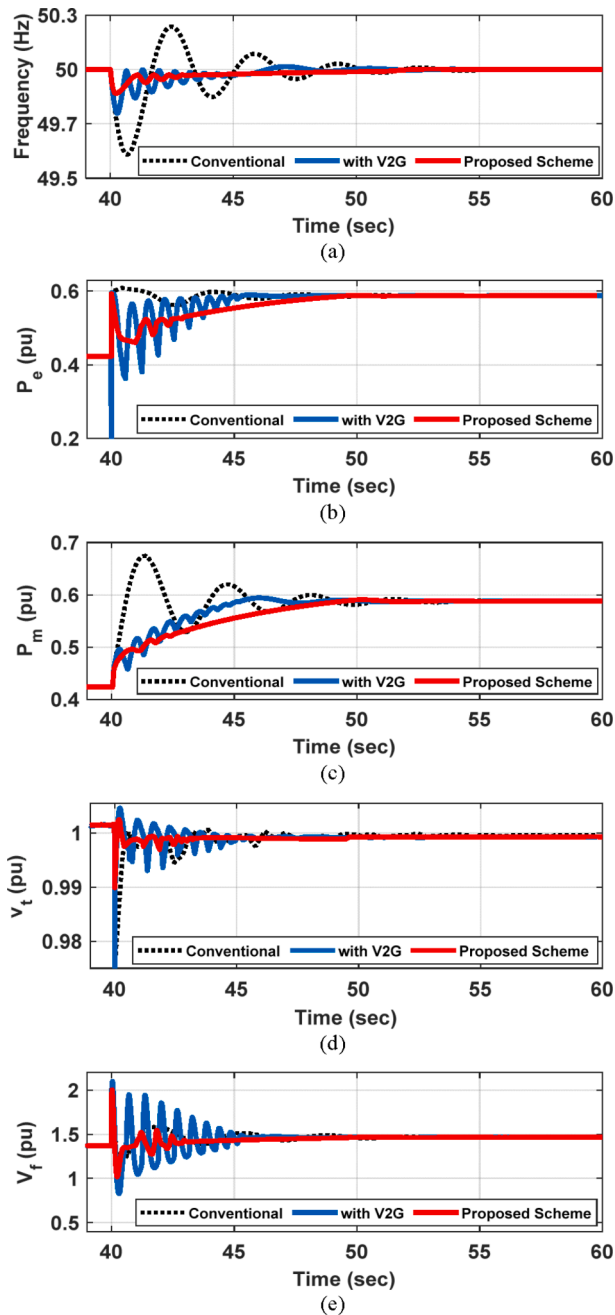 50.3
50
49.7
49.5
Frequency (Hz)
Conventional with V2G Proposed Scheme
40 45 50 55 60
Time (sec)
(a)
0.6
0.4
0.2
P_e (pu)
Conventional with V2G Proposed Scheme
40 45 50 55 60
Time (sec)
(b)
0.7
0.6
0.5
0.4
P_m (pu)
Conventional with V2G Proposed Scheme
40 45 50 55 60
Time (sec)
(c)
1
0.99
0.98
v_t (pu)
Conventional with V2G Proposed Scheme
40 45 50 55 60
Time (sec)
(d)
2
1.5
1
0.5
V_f (pu)
Conventional with V2G Proposed Scheme
40 45 50 55 60
Time (sec)
(e)